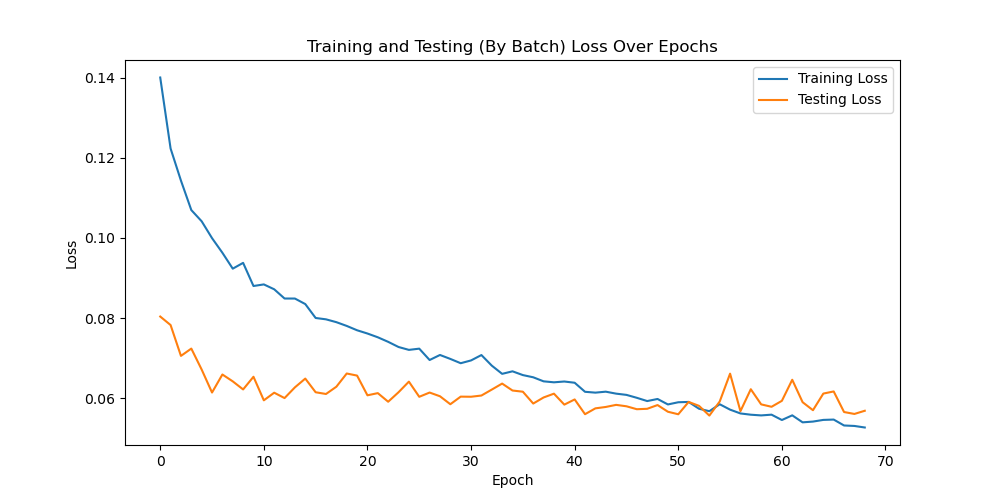 Training and Testing (By Batch) Loss Over Epochs
Training Loss
Testing Loss
0.14
0.12
0.10
0.08
0.06
Loss
0 10 20 30 40 50 60 70
Epoch